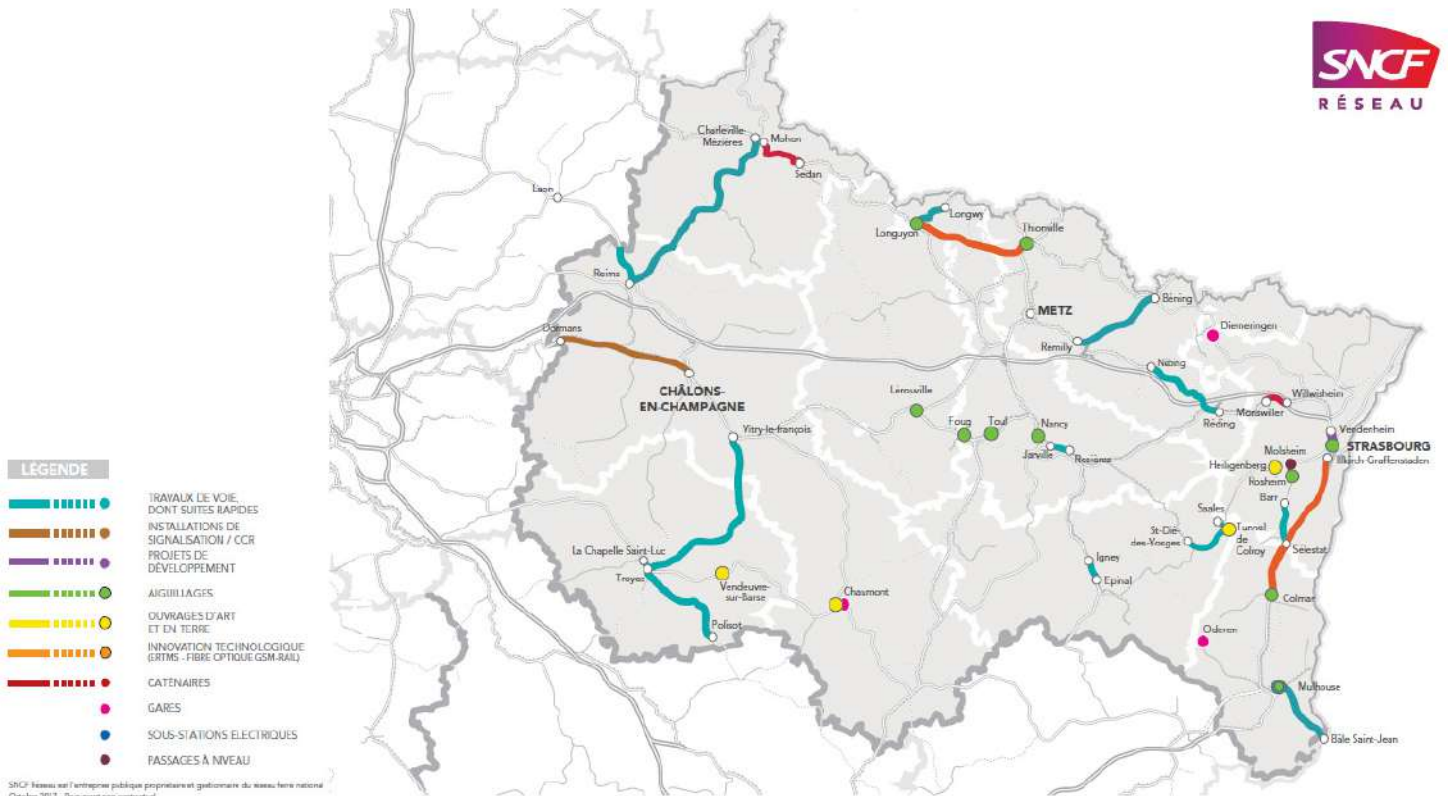 SNCF
RÉSEAU
Charleville
Mézières
Mohon
Sedan
Laon
Longwy
Longuyon
Thionville
Reims
Béning
METZ
Diemeringen
Remilly
Dormans
Nébing
CHÂLONS-
EN-CHAMPAGNE
Lérouville
Willwisheim
Monswiller
Réding
Vitry-le-françois
Foug
Toul
Nancy
Jarville
Rosières
Vendenheim
STRASBOURG
Molsheim
Illkirch-Graffenstaden
Heiligenberg
Rosheim
Barr
Saales
St-Dié-
des-Vosges
Tunnel
de
Colroy
Sélestat
La Chapelle Saint-Luc
Troyes
Igney
Epinal
Vendeuvre-
sur-Barse
Chaumont
Colmar
Polisot
Oderen
Mulhouse
Bâle Saint-Jean
LÉGENDE
TRAVAUX DE VOIE,
DONT SUITES RAPIDES
INSTALLATIONS DE
SIGNALISATION / CCR
PROJETS DE
DÉVELOPPEMENT
AIGUILLAGES
OUVRAGES D'ART
ET EN TERRE
INNOVATION TECHNOLOGIQUE
(ERTMS - FIBRE OPTIQUE GSM-RAIL)
CATÉNAIRES
GARES
SOUS-STATIONS ELECTRIQUES
PASSAGES À NIVEAU
SNCF Réseau est l'entreprise publique propriétaire et gestionnaire du réseau ferré national